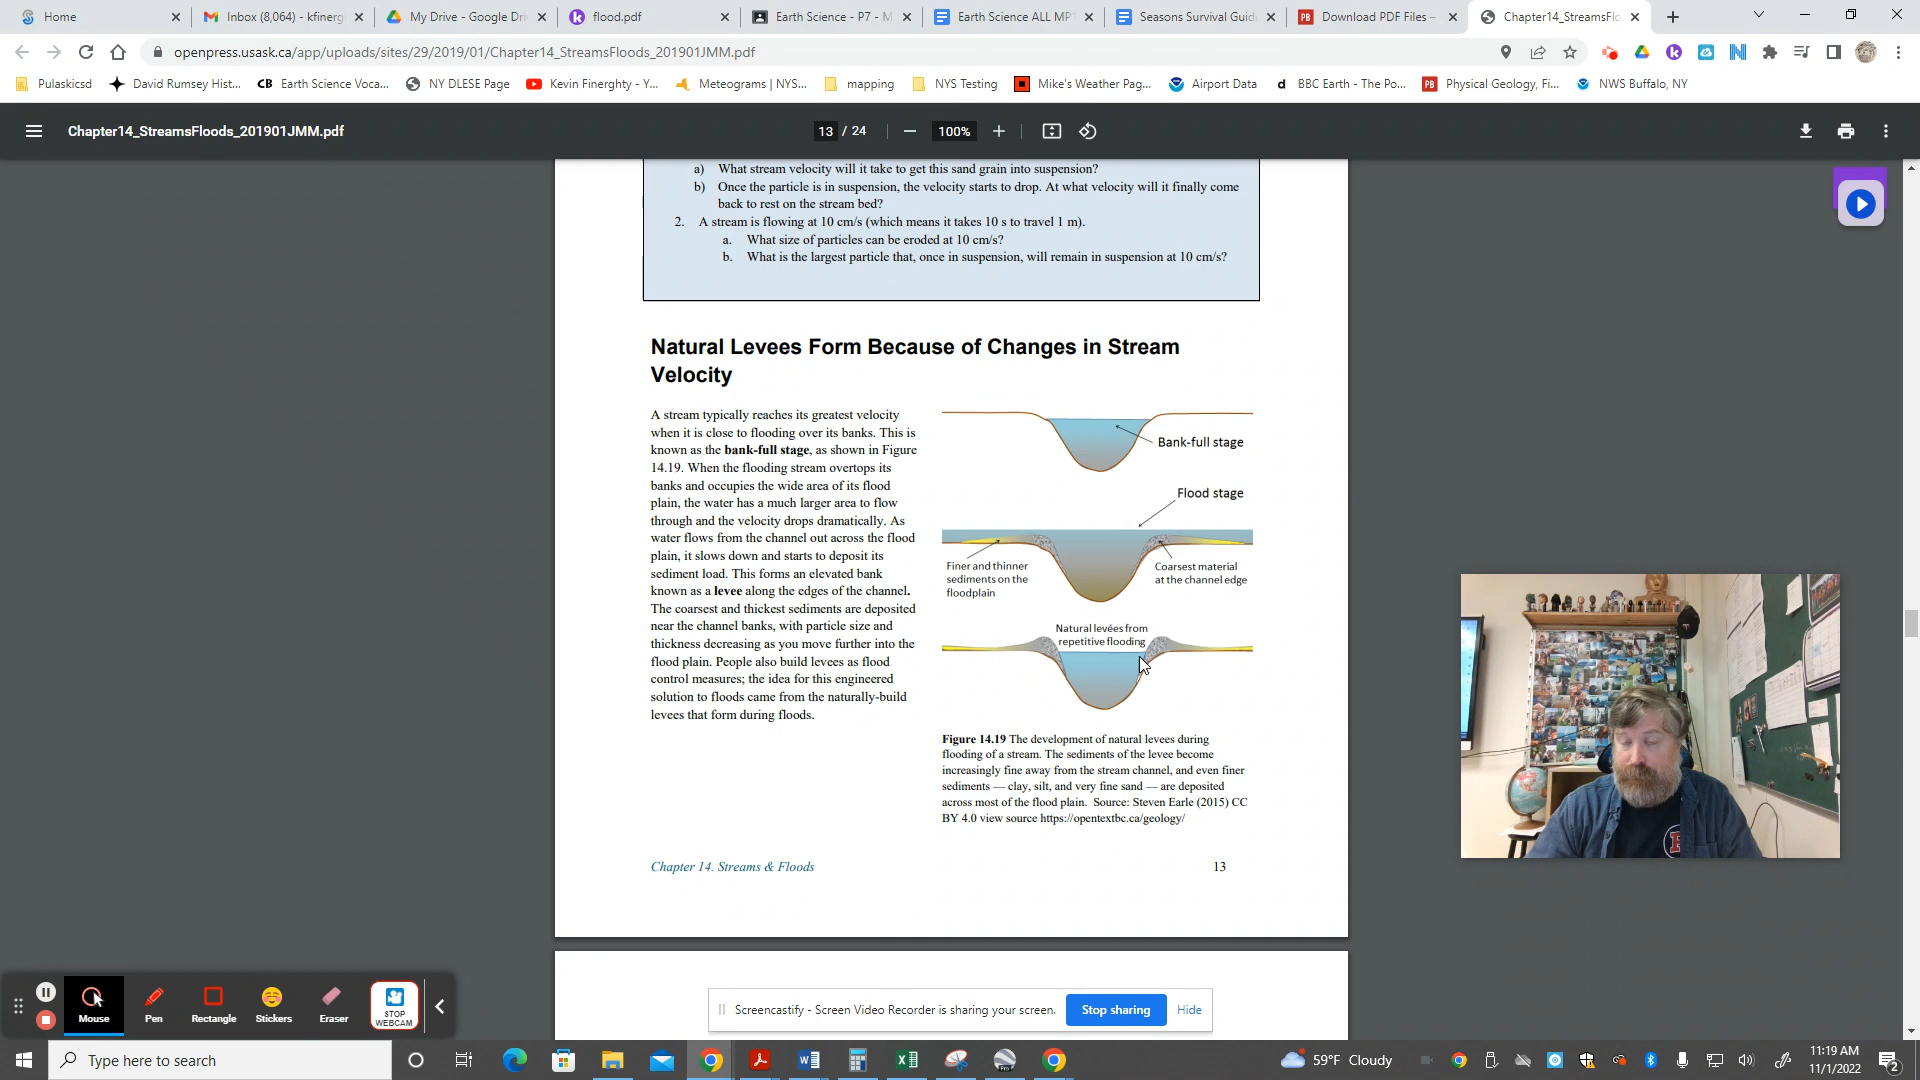 Home
Inbox (8,064) - kfinergh
My Drive - Google Dri
flood.pdf
Earth Science - P7 - M
Earth Science ALL MP1
Seasons Survival Guide
Download PDF Files –
Chapter14_StreamsFlo
openpress.usask.ca/app/uploads/sites/29/2019/01/Chapter14_StreamsFloods_201901JMM.pdf
Pulaskicsd
David Rumsey Hist...
CB Earth Science Voca...
NY DLESE Page
Kevin Finerghty - Y...
Meteograms | NYS...
mapping
NYS Testing
Mike's Weather Pag...
Airport Data
d BBC Earth - The Po...
PB Physical Geology, Fi...
NWS Buffalo, NY
Chapter14_StreamsFloods_201901JMM.pdf
13 / 24
100%
a) What stream velocity will it take to get this sand grain into suspension?
b) Once the particle is in suspension, the velocity starts to drop. At what velocity will it finally come
back to rest on the stream bed?
2. A stream is flowing at 10 cm/s (which means it takes 10 s to travel 1 m).
a. What size of particles can be eroded at 10 cm/s?
b. What is the largest particle that, once in suspension, will remain in suspension at 10 cm/s?
Natural Levees Form Because of Changes in Stream
Velocity
A stream typically reaches its greatest velocity
when it is close to flooding over its banks. This is
known as the bank-full stage, as shown in Figure
14.19. When the flooding stream overtops its
banks and occupies the wide area of its flood
plain, the water has a much larger area to flow
through and the velocity drops dramatically. As
water flows from the channel out across the flood
plain, it slows down and starts to deposit its
sediment load. This forms an elevated bank
known as a levee along the edges of the channel.
The coarsest and thickest sediments are deposited
near the channel banks, with particle size and
thickness decreasing as you move further into the
flood plain. People also build levees as flood
control measures; the idea for this engineered
solution to floods came from the naturally-build
levees that form during floods.
Bank-full stage
Flood stage
Finer and thinner
sediments on the
floodplain
Coarsest material
at the channel edge
Natural levées from
repetitive flooding
Figure 14.19 The development of natural levees during
flooding of a stream. The sediments of the levee become
increasingly fine away from the stream channel, and even finer
sediments — clay, silt, and very fine sand — are deposited
across most of the flood plain. Source: Steven Earle (2015) CC
BY 4.0 view source https://opentextbc.ca/geology/
Chapter 14. Streams & Floods
13
Mouse
Pen
Rectangle
Stickers
Eraser
STOP
WEBCAM
Screencastify - Screen Video Recorder is sharing your screen.
Stop sharing
Hide
Type here to search
59°F Cloudy
11:19 AM
11/1/2022
2